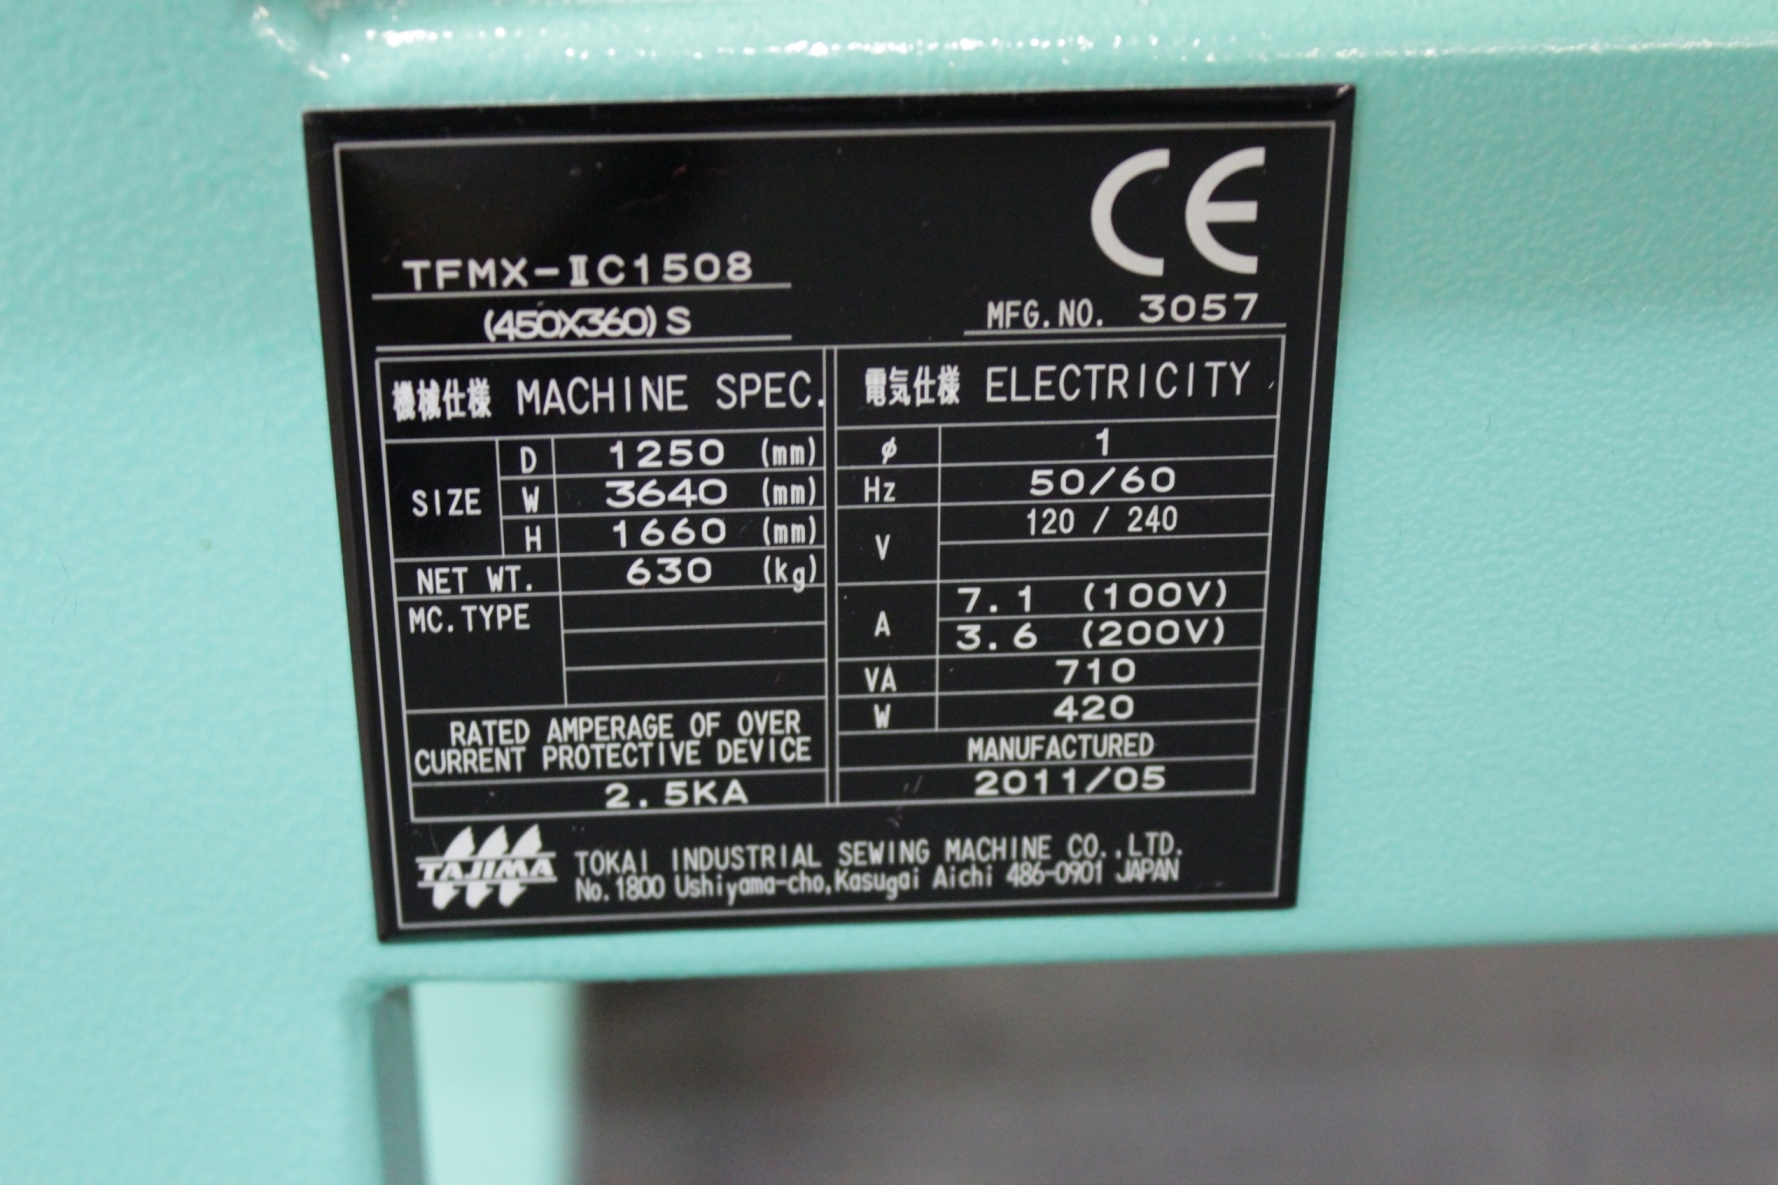 CE
TFMX-ⅡC1508
(450X360) S
MFG.NO. 3057
機械仕様 MACHINE SPEC.
電気仕様 ELECTRICITY
SIZE
D 1250 (mm)
W 3640 (mm)
H 1660 (mm)
NET WT. 630 (kg)
MC.TYPE
RATED AMPERAGE OF OVER
CURRENT PROTECTIVE DEVICE
2.5KA
φ 1
Hz 50/60
V 120 / 240
A 7.1 (100V)
3.6 (200V)
VA 710
W 420
MANUFACTURED
2011/05
TAJIMA
TOKAI INDUSTRIAL SEWING MACHINE CO.,LTD.
No.1800 Ushiyama-cho,Kasugai Aichi 486-0901 JAPAN